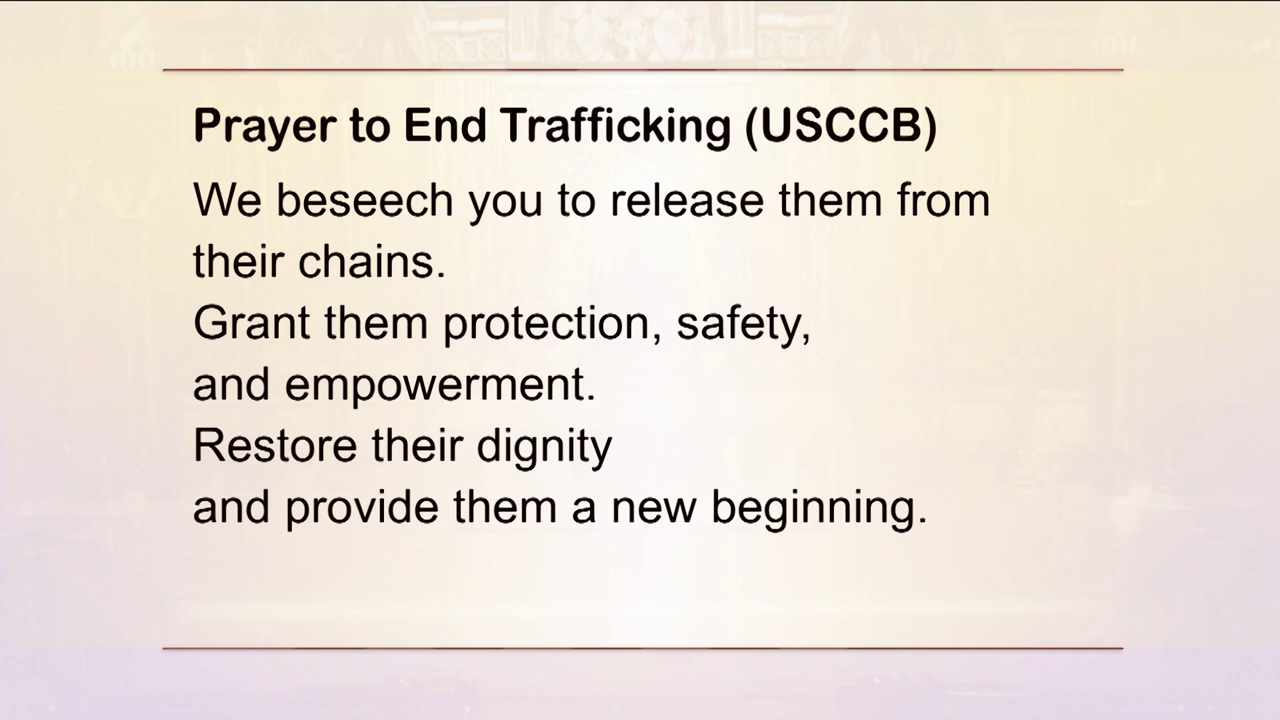 Prayer to End Trafficking (USCCB)
We beseech you to release them from
their chains.
Grant them protection, safety,
and empowerment.
Restore their dignity
and provide them a new beginning.